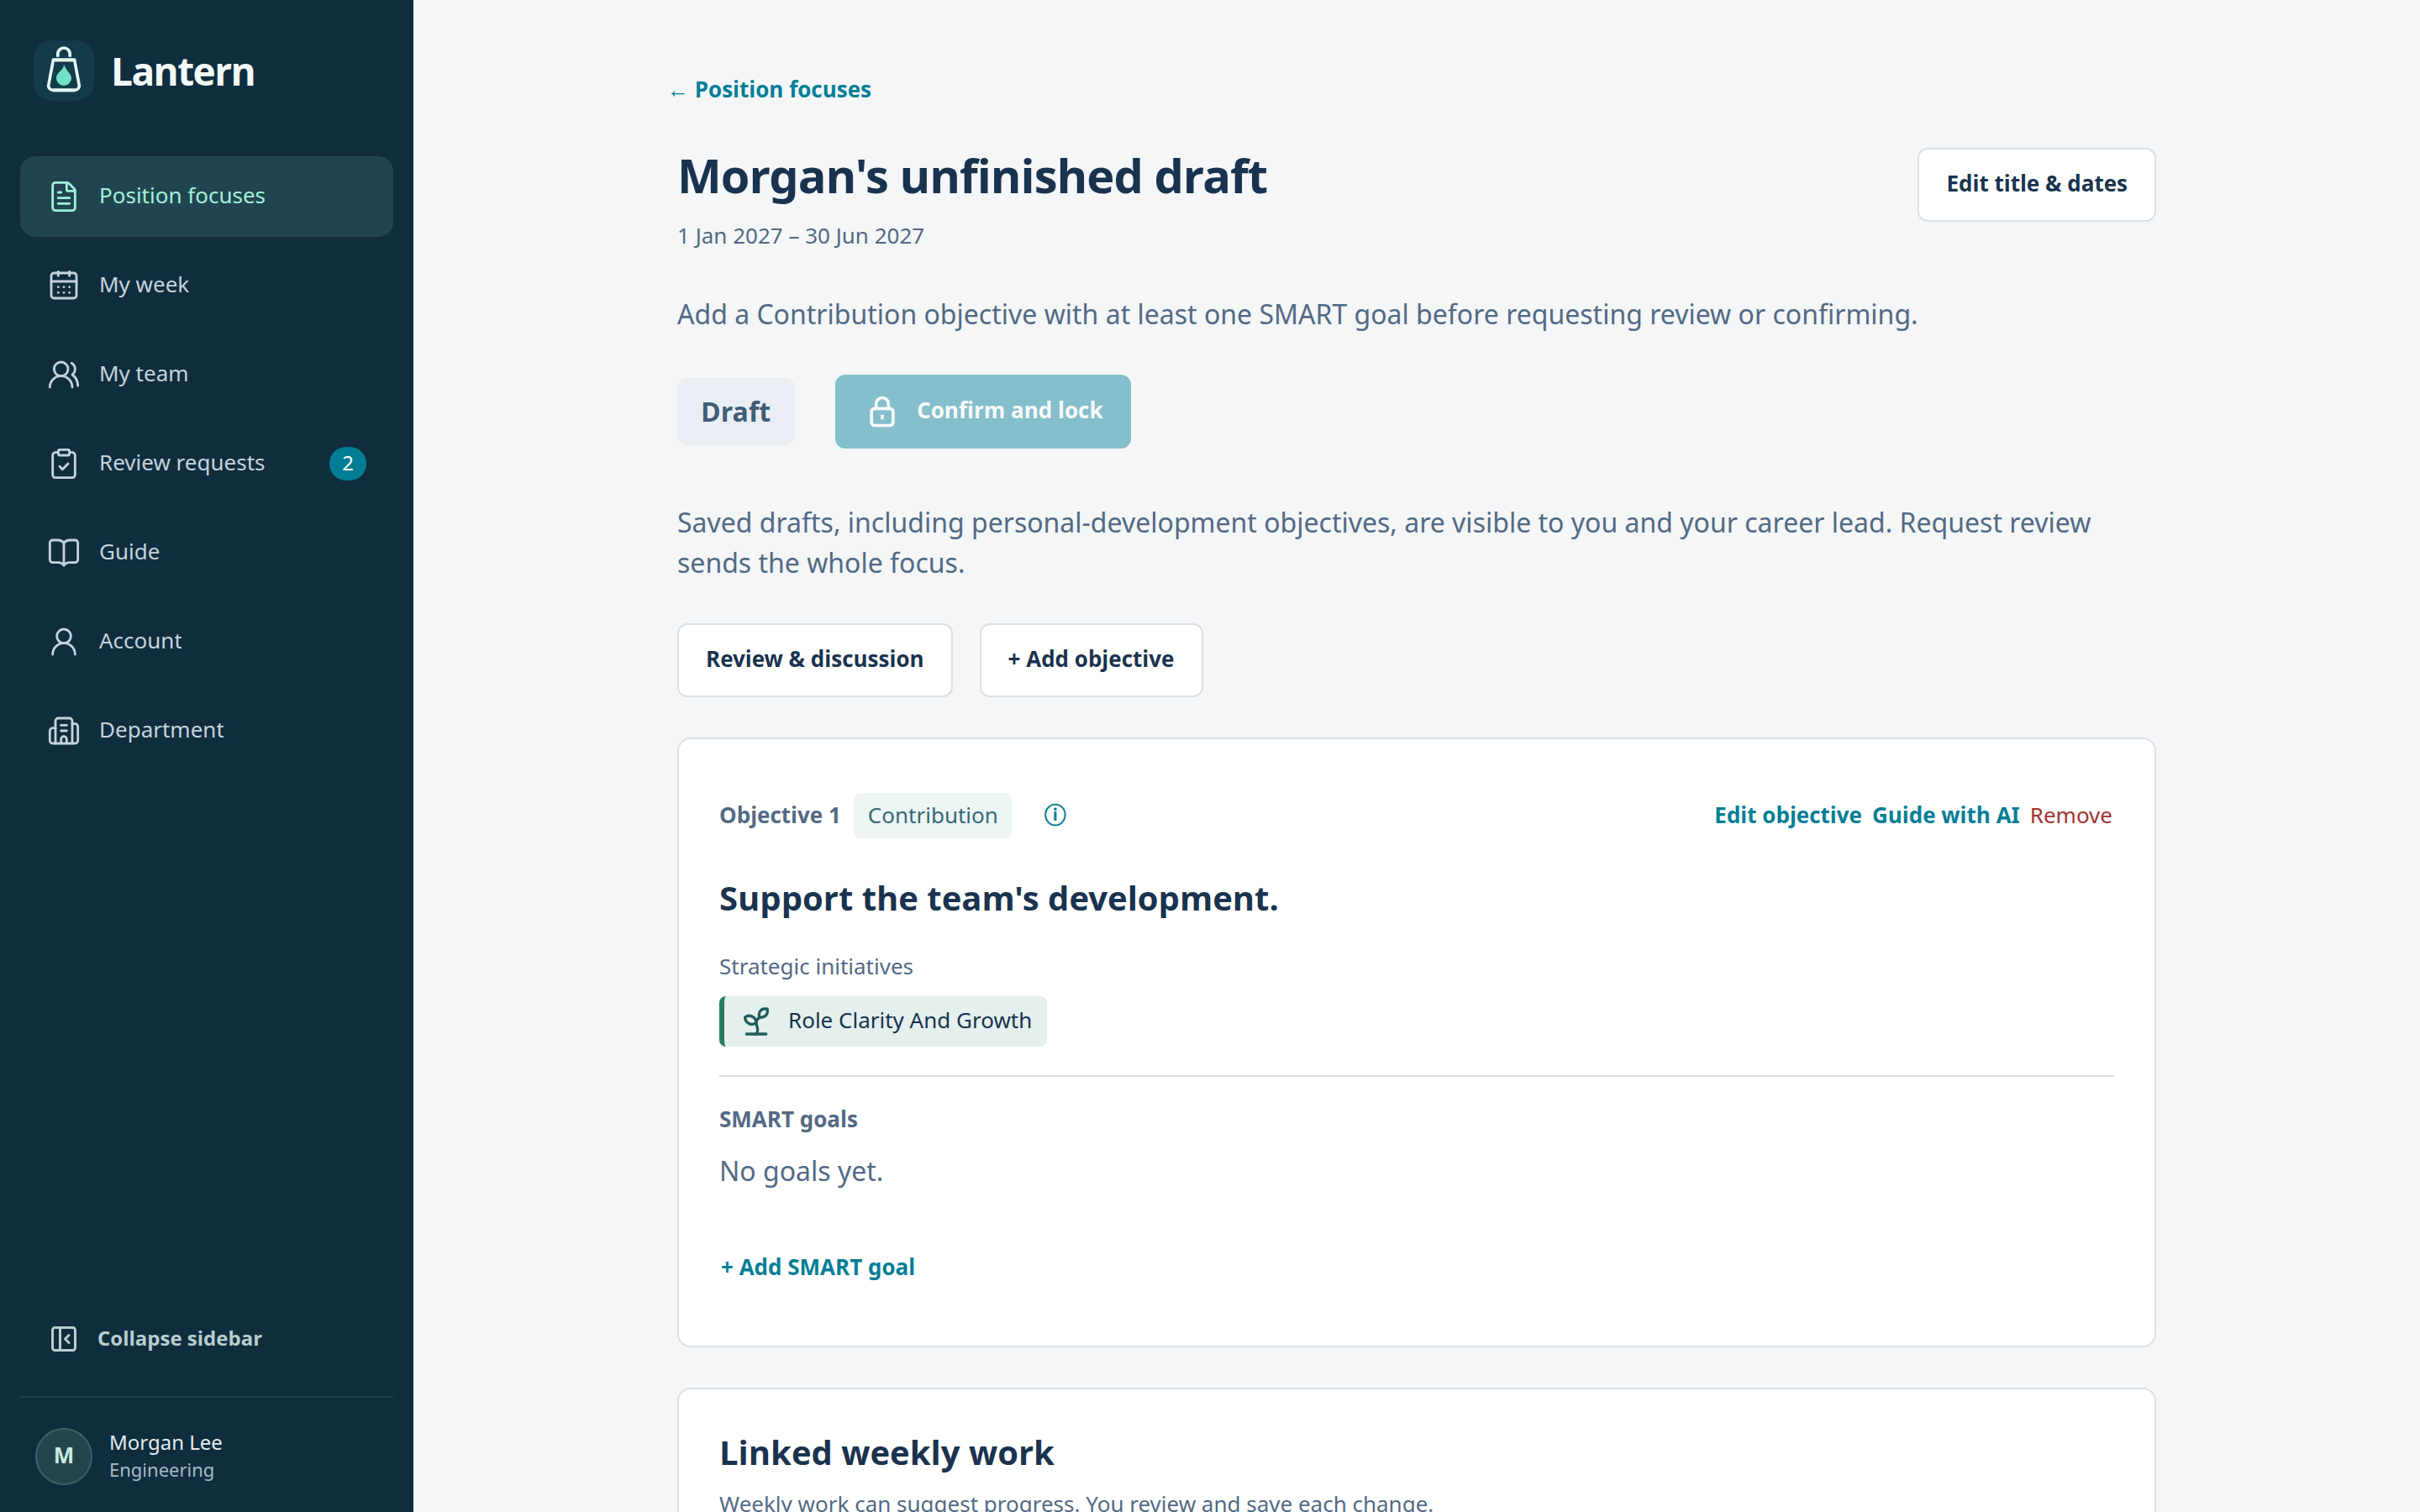 Lantern
Position focuses
My week
My team
Review requests 2
Guide
Account
Department
Collapse sidebar
M
Morgan Lee
Engineering
← Position focuses
Morgan's unfinished draft
Edit title & dates
1 Jan 2027 – 30 Jun 2027
Add a Contribution objective with at least one SMART goal before requesting review or confirming.
Draft
Confirm and lock
Saved drafts, including personal-development objectives, are visible to you and your career lead. Request review
sends the whole focus.
Review & discussion
+ Add objective
Objective 1 Contribution ⓘ
Edit objective Guide with AI Remove
Support the team's development.
Strategic initiatives
Role Clarity And Growth
SMART goals
No goals yet.
+ Add SMART goal
Linked weekly work
Weekly work can suggest progress. You review and save each change.